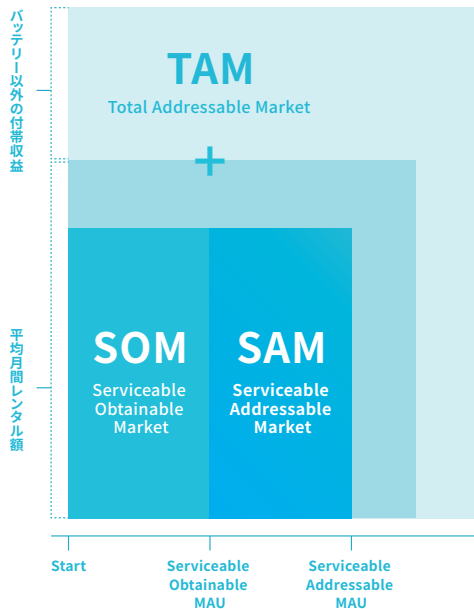 バッテリー以外の付帯収益
TAM
Total Addressable Market
+
平均月間レンタル額
SOM
Serviceable
Obtainable
Market
SAM
Serviceable
Addressable
Market
Start
Serviceable
Obtainable
MAU
Serviceable
Addressable
MAU